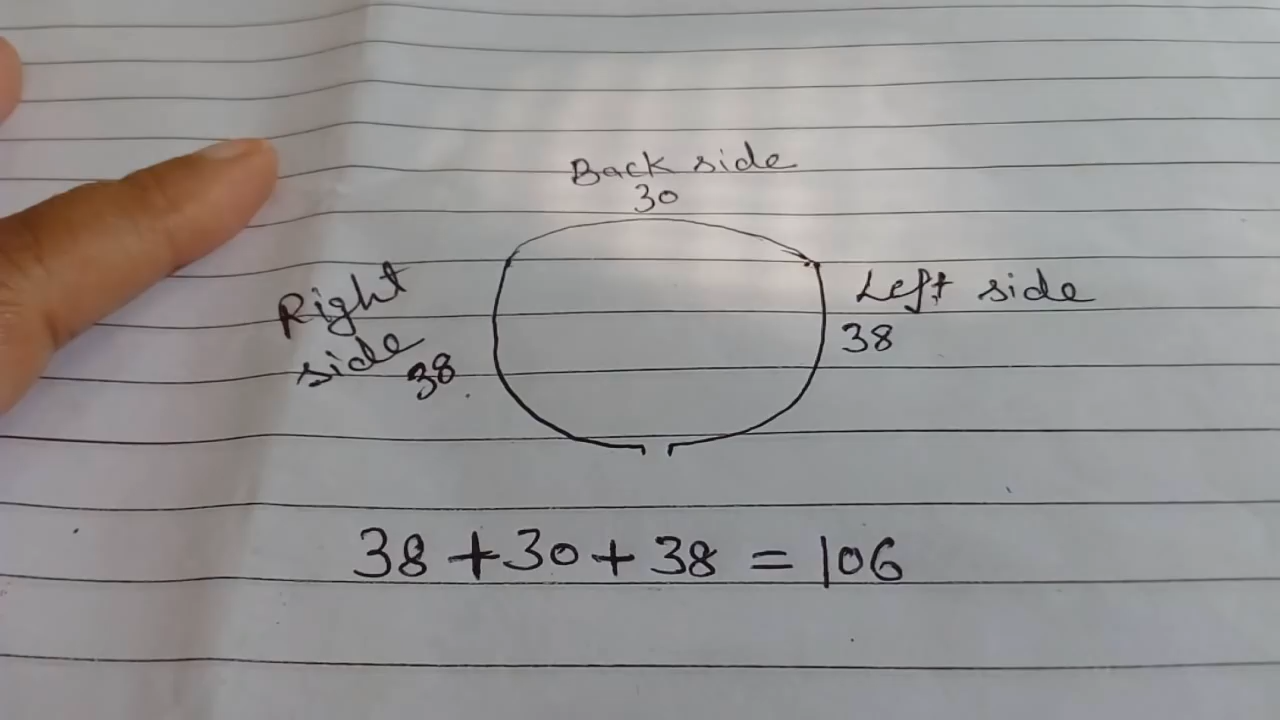 Back side
30
Right
side
38
Left side
38
38 + 30 + 38 = 106